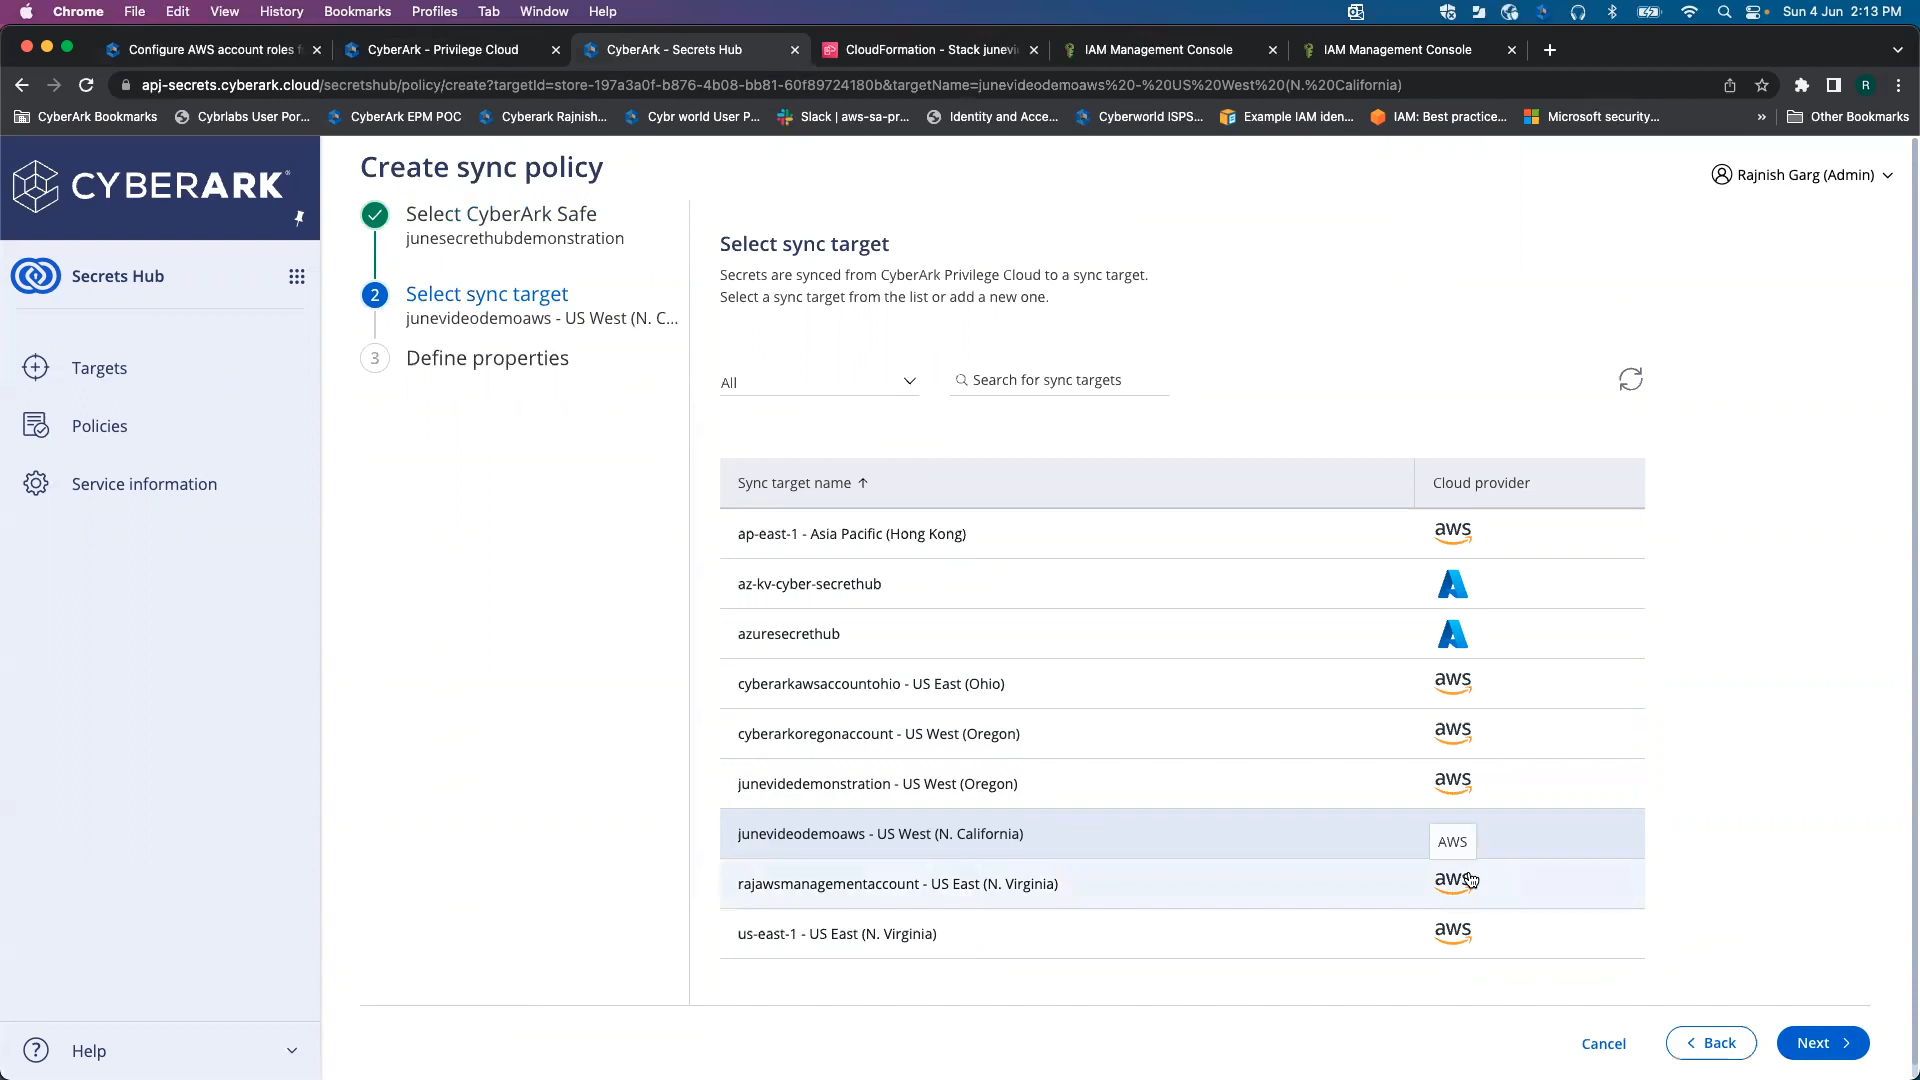 Chrome File Edit View History Bookmarks Profiles Tab Window Help Sun 4 Jun 2:13 PM
Configure AWS account roles f
CyberArk - Privilege Cloud
CyberArk - Secrets Hub
CloudFormation - Stack junevi
IAM Management Console
IAM Management Console
apj-secrets.cyberark.cloud/secretshub/policy/create?targetId=store-197a3a0f-b876-4b08-bb81-60f89724180b&targetName=junevideodemoaws%20-%20US%20West%20(N.%20California)
R
CyberArk Bookmarks
Cybrlabs User Por...
CyberArk EPM POC
Cyberark Rajnish...
Cybr world User P...
Slack | aws-sa-pr...
Identity and Acce...
Cyberworld ISPS...
Example IAM iden...
IAM: Best practice...
Microsoft security...
»
Other Bookmarks
CYBERARK®
Secrets Hub
Targets
Policies
Service information
Help
Create sync policy
Rajnish Garg (Admin)
Select CyberArk Safe
junesecrethubdemonstration
2 Select sync target
junevideodemoaws - US West (N. C...
3 Define properties
Select sync target
Secrets are synced from CyberArk Privilege Cloud to a sync target.
Select a sync target from the list or add a new one.
All
Search for sync targets
Sync target name ↑ Cloud provider
ap-east-1 - Asia Pacific (Hong Kong) aws
az-kv-cyber-secrethub
azuresecrethub
cyberarkawsaccountohio - US East (Ohio) aws
cyberarkoregonaccount - US West (Oregon) aws
junevidedemonstration - US West (Oregon) aws
junevideodemoaws - US West (N. California) AWS
rajawsmanagementaccount - US East (N. Virginia) aws
us-east-1 - US East (N. Virginia) aws
Cancel
Back
Next